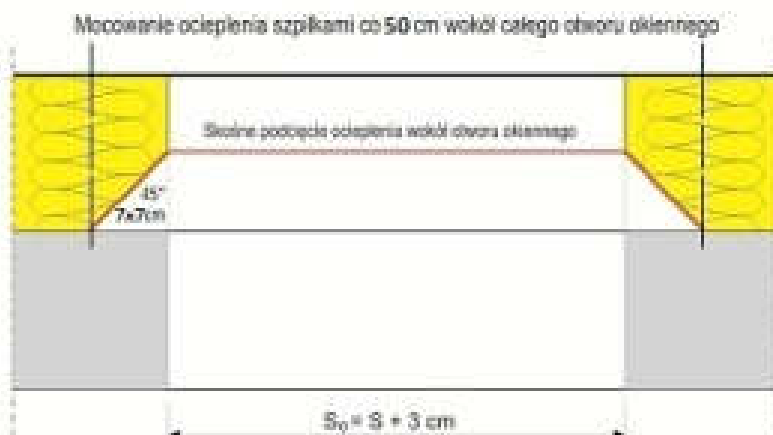 Mocowanie ocieplenia szpilkami co 50 cm wokół całego otworu okiennego
Skośne podcięcie ocieplenia wokół otworu okiennego
45°
7x7cm
S₀ = S + 3 cm